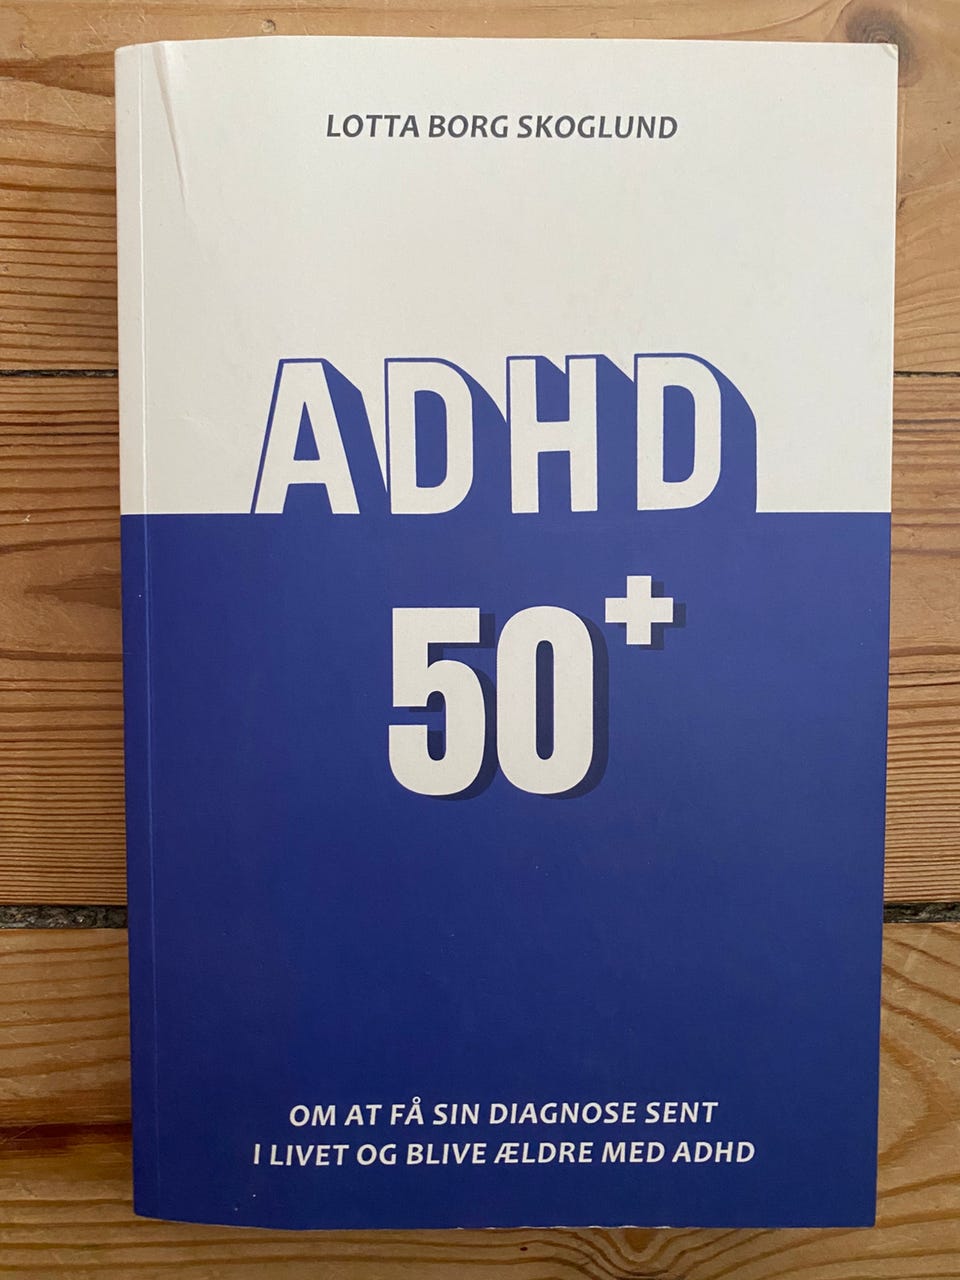 LOTTA BORG SKOGLUND
ADHD
50+
OM AT FÅ SIN DIAGNOSE SENT
I LIVET OG BLIVE ÆLDRE MED ADHD